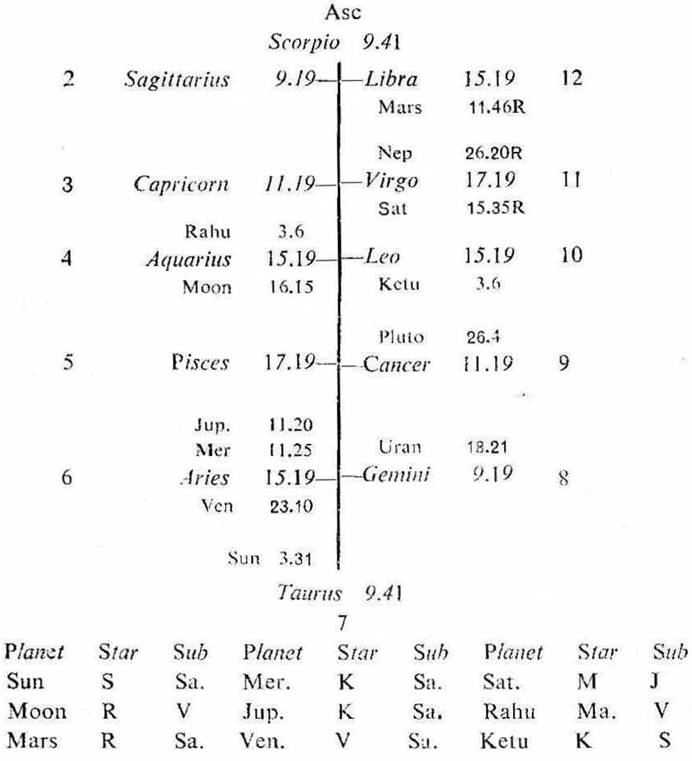 Asc
Scorpio 9.41
2 Sagittarius 9.19 Libra 15.19 12
Mars 11.46R
Nep 26.20R
3 Capricorn 11.19 Virgo 17.19 11
Sat 15.35R
Rahu 3.6
4 Aquarius 15.19 Leo 15.19 10
Moon 16.15 Ketu 3.6
Pluto 26.4
5 Pisces 17.19 Cancer 11.19 9
Jup. 11.20
Mer 11.25 Uran 18.21
6 Aries 15.19 Gemini 9.19 8
Ven 23.10
Sun 3.31
Taurus 9.41
7
Planet Star Sub Planet Star Sub Planet Star Sub
Sun S Sa. Mer. K Sa. Sat. M J
Moon R V Jup. K Sa. Rahu Ma. V
Mars R Sa. Ven. V Sa. Ketu K S